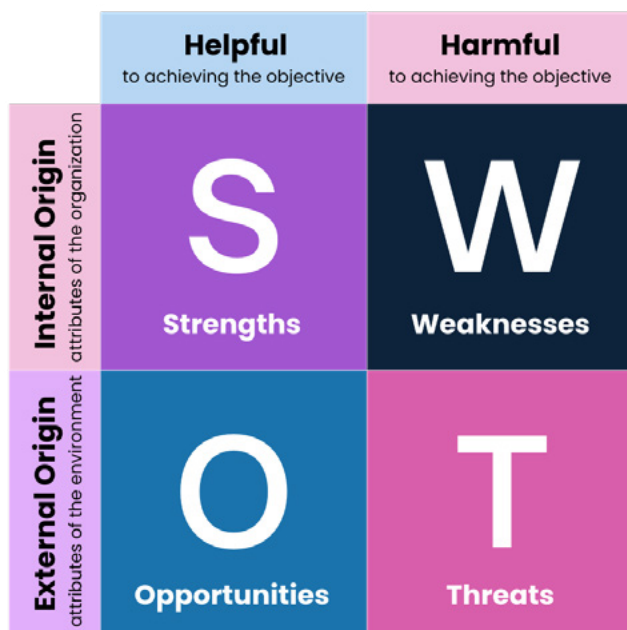 Helpful
to achieving the objective
Harmful
to achieving the objective
Internal Origin
attributes of the organization
S
Strengths
W
Weaknesses
External Origin
attributes of the environment
O
Opportunities
T
Threats